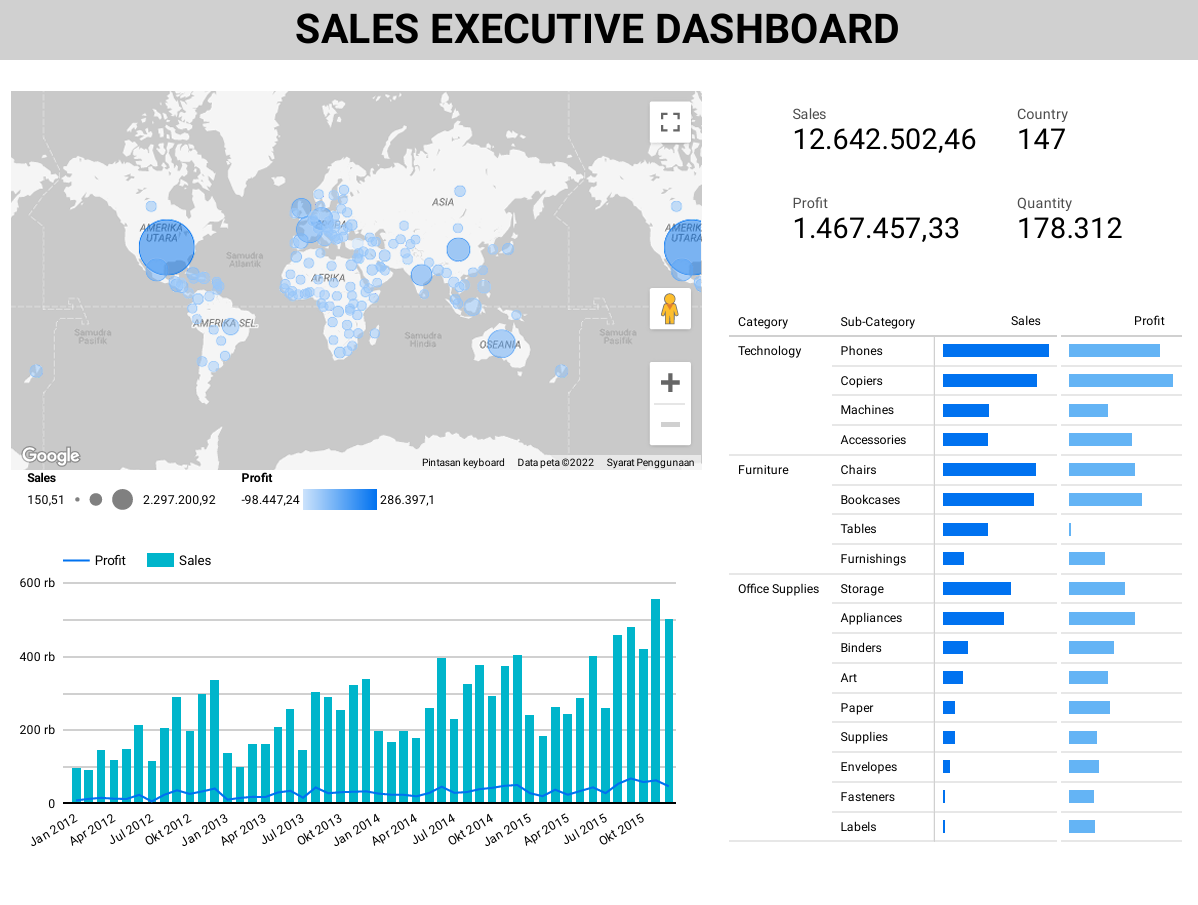 SALES EXECUTIVE DASHBOARD
AMERIKA
UTARA
Samudra
Atlantik
ASIA
AFRIKA
AMERIKA SEL
Samudra
Pasifik
Samudra
Hindia
OSEANIA
Samudra
Pasifik
AMERIK
UTAR
Google
Pintasan keyboard
Data peta ©2022
Syarat Penggunaan
Sales
150,51
2.297.200,92
Profit
-98.447,24
286.397,1
Sales
12.642.502,46
Country
147
Profit
1.467.457,33
Quantity
178.312
Profit
Sales
600 rb
400 rb
200 rb
0
Jan 2012
Apr 2012
Jul 2012
Okt 2012
Jan 2013
Apr 2013
Jul 2013
Okt 2013
Jan 2014
Apr 2014
Jul 2014
Okt 2014
Jan 2015
Apr 2015
Jul 2015
Okt 2015
Category Sub-Category Sales Profit
Technology Phones
Copiers
Machines
Accessories
Furniture Chairs
Bookcases
Tables
Furnishings
Office Supplies Storage
Appliances
Binders
Art
Paper
Supplies
Envelopes
Fasteners
Labels